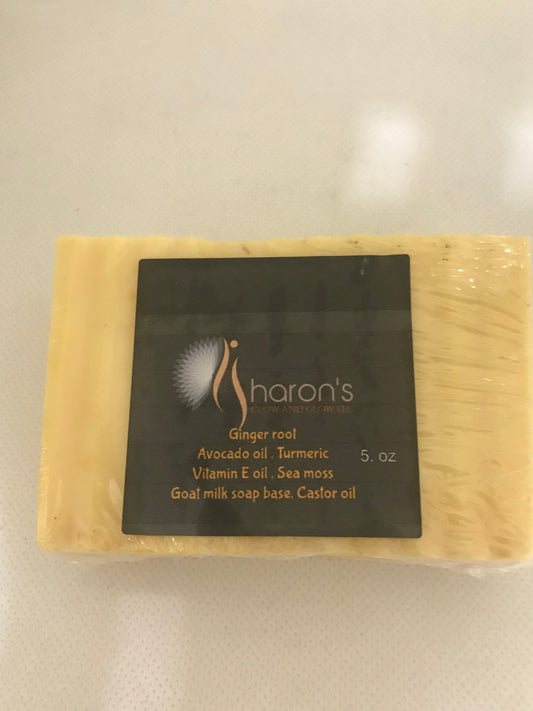 Sharon's
GLOW AND GLOW LLC
Ginger root
Avocado oil . Turmeric
5. oz
Vitamin E oil . Sea moss
Goat milk soap base, Castor oil